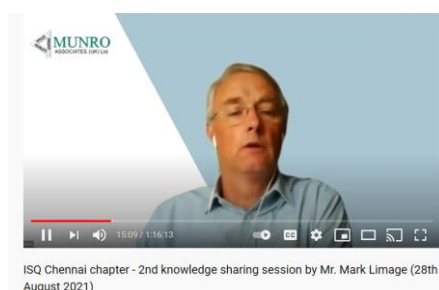 MUNRO
ASSOCIATES (UK) Ltd
15:09 / 1:16:13
CC
ISQ Chennai chapter - 2nd knowledge sharing session by Mr. Mark Limage (28th
August 2021)